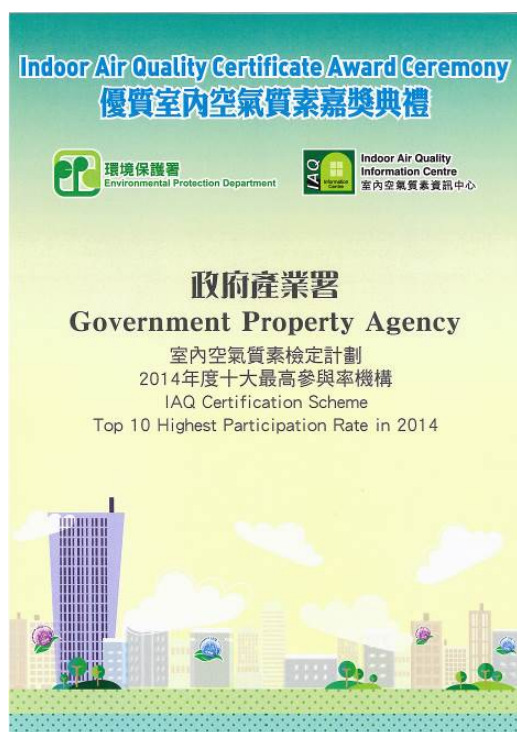 Indoor Air Quality Certificate Award Ceremony
優質室內空氣質素嘉獎典禮
環境保護署
Environmental Protection Department
IAQ
Information
Centre
Indoor Air Quality
Information Centre
室內空氣質素資訊中心
政府產業署
Government Property Agency
室內空氣質素檢定計劃
2014年度十大最高參與率機構
IAQ Certification Scheme
Top 10 Highest Participation Rate in 2014